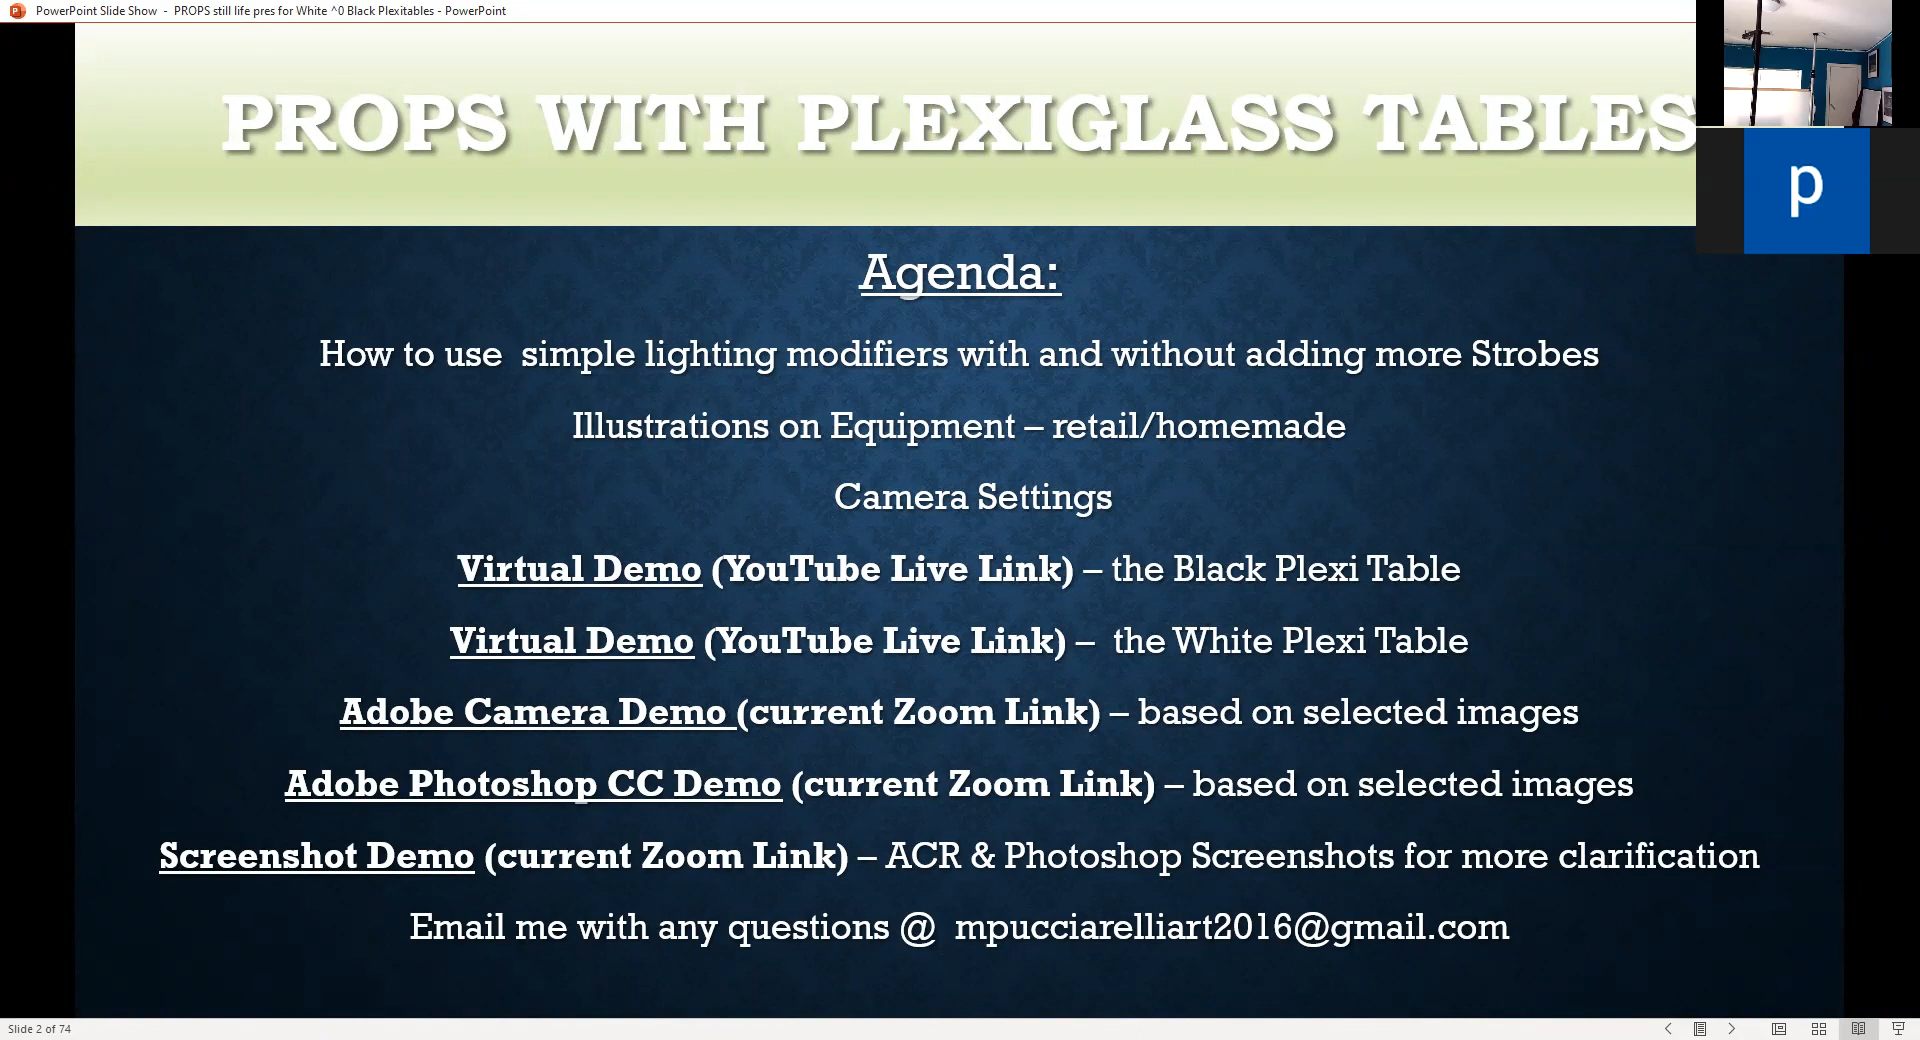 PowerPoint Slide Show - PROPS still life pres for White ^0 Black Plexitables - PowerPoint
PROPS WITH PLEXIGLASS TABLES
p
Agenda:
How to use  simple lighting modifiers with and without adding more Strobes
Illustrations on Equipment – retail/homemade
Camera Settings
Virtual Demo (YouTube Live Link) – the Black Plexi Table
Virtual Demo (YouTube Live Link) –  the White Plexi Table
Adobe Camera Demo (current Zoom Link) – based on selected images
Adobe Photoshop CC Demo (current Zoom Link) – based on selected images
Screenshot Demo (current Zoom Link) – ACR & Photoshop Screenshots for more clarification
Email me with any questions @  mpucciarelliart2016@gmail.com
Slide 2 of 74